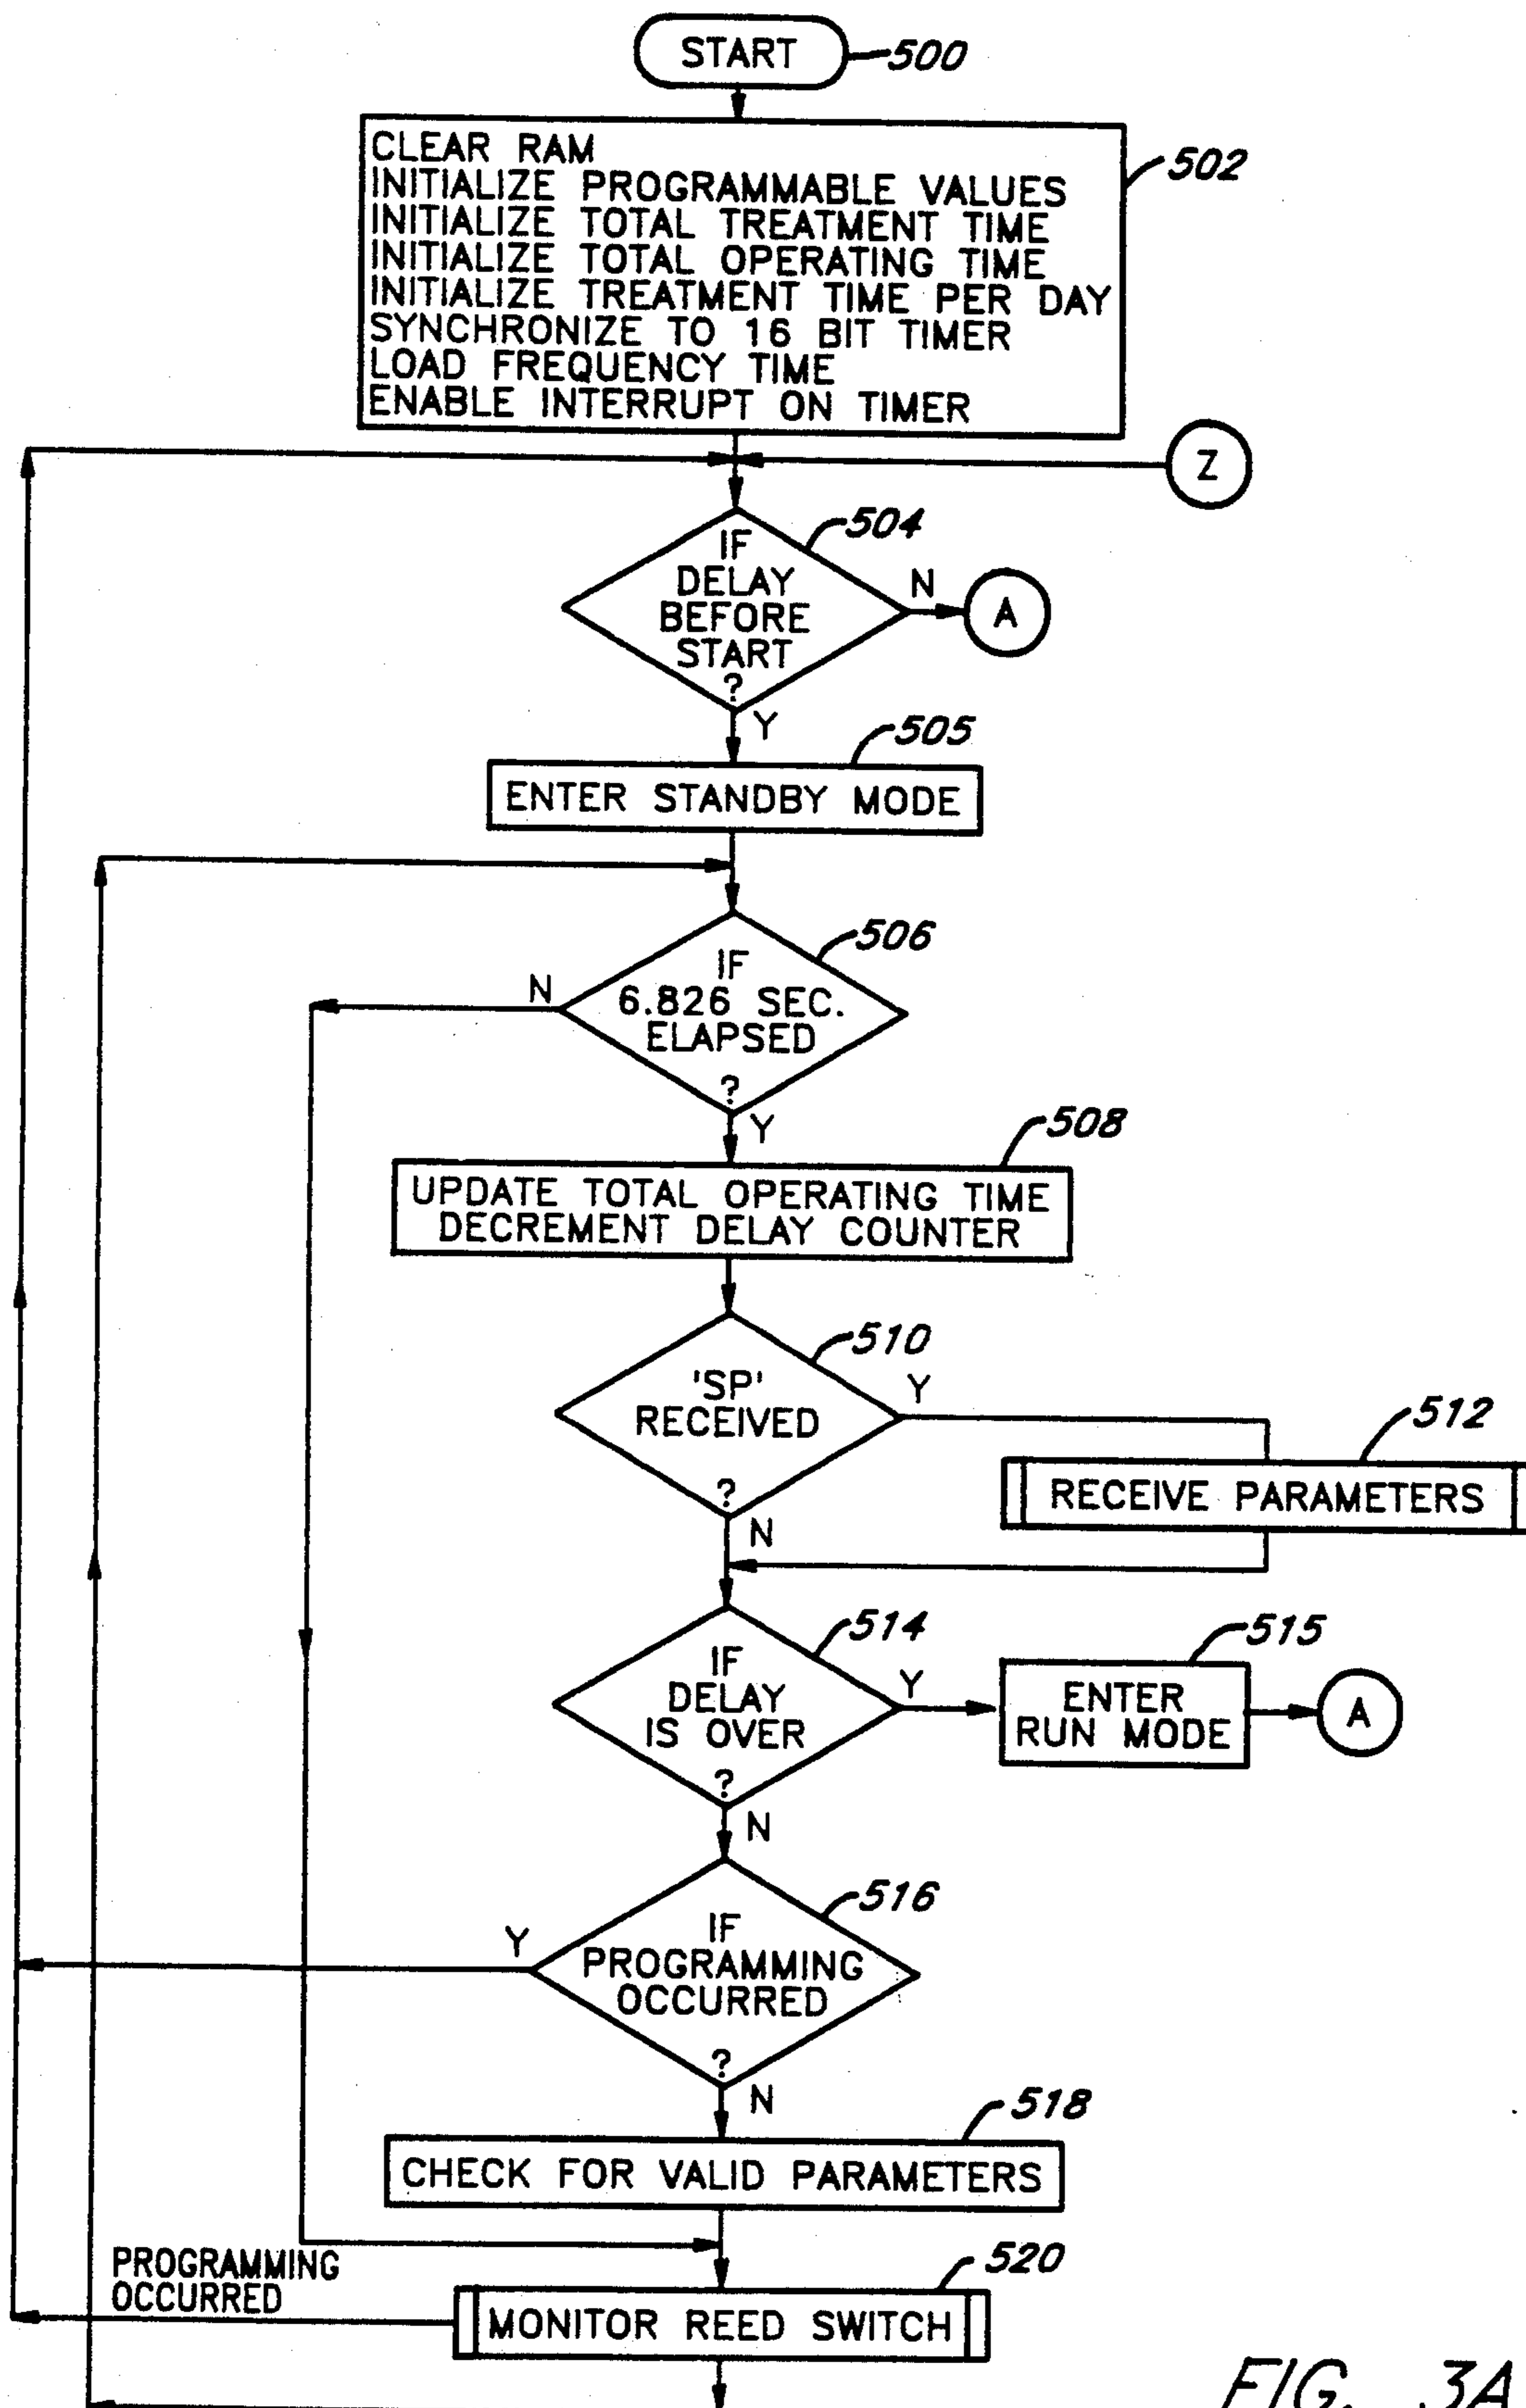 START
500
CLEAR RAM
INITIALIZE PROGRAMMABLE VALUES
INITIALIZE TOTAL TREATMENT TIME
INITIALIZE TOTAL OPERATING TIME
INITIALIZE TREATMENT TIME PER DAY
SYNCHRONIZE TO 16 BIT TIMER
LOAD FREQUENCY TIME
ENABLE INTERRUPT ON TIMER
502
Z
504
IF
DELAY
BEFORE
START
?
N
A
Y
505
ENTER STANDBY MODE
506
IF
6.826 SEC.
ELAPSED
?
N
Y
508
UPDATE TOTAL OPERATING TIME
DECREMENT DELAY COUNTER
510
'SP'
RECEIVED
?
Y
512
RECEIVE PARAMETERS
N
514
IF
DELAY
IS OVER
?
Y
515
ENTER
RUN MODE
A
N
516
IF
PROGRAMMING
OCCURRED
?
Y
N
518
CHECK FOR VALID PARAMETERS
PROGRAMMING
OCCURRED
520
MONITOR REED SWITCH
FIG. 3A